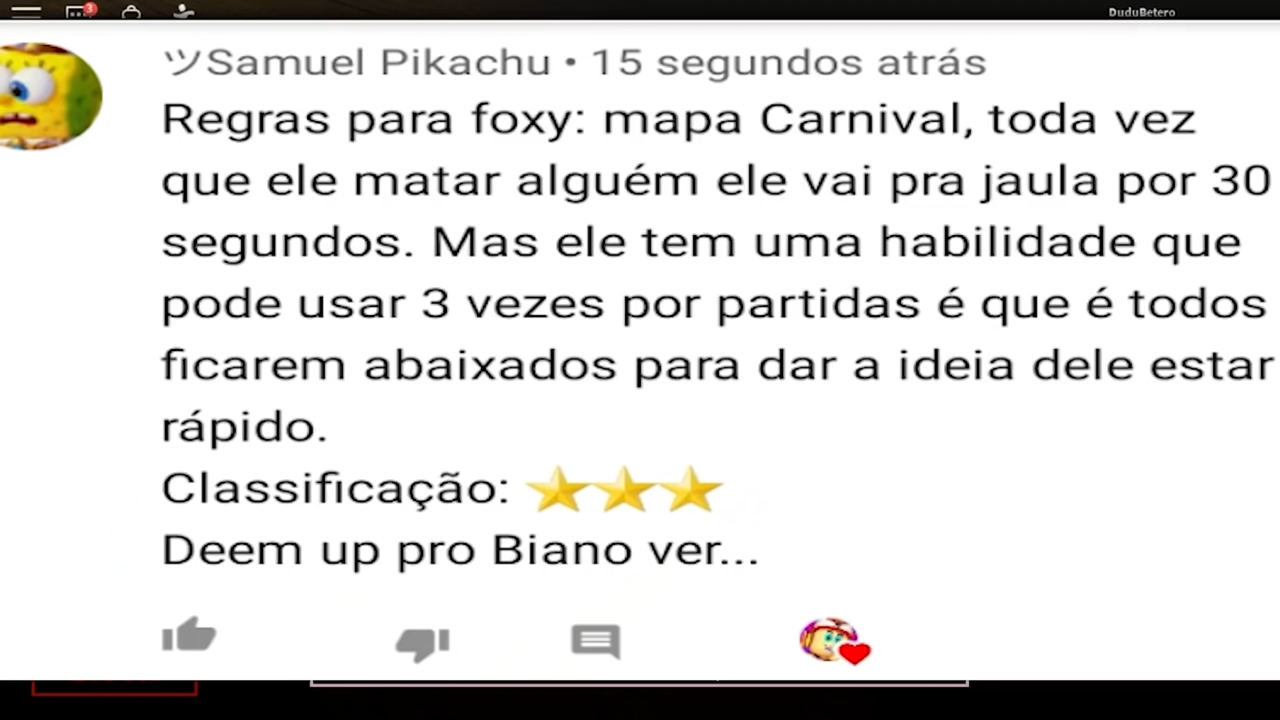 3
DuduBetero
ツSamuel Pikachu • 15 segundos atrás
Regras para foxy: mapa Carnival, toda vez
que ele matar alguém ele vai pra jaula por 30
segundos. Mas ele tem uma habilidade que
pode usar 3 vezes por partidas é que é todos
ficarem abaixados para dar a ideia dele estar
rápido.
Classificação: ⭐⭐⭐
Deem up pro Biano ver...